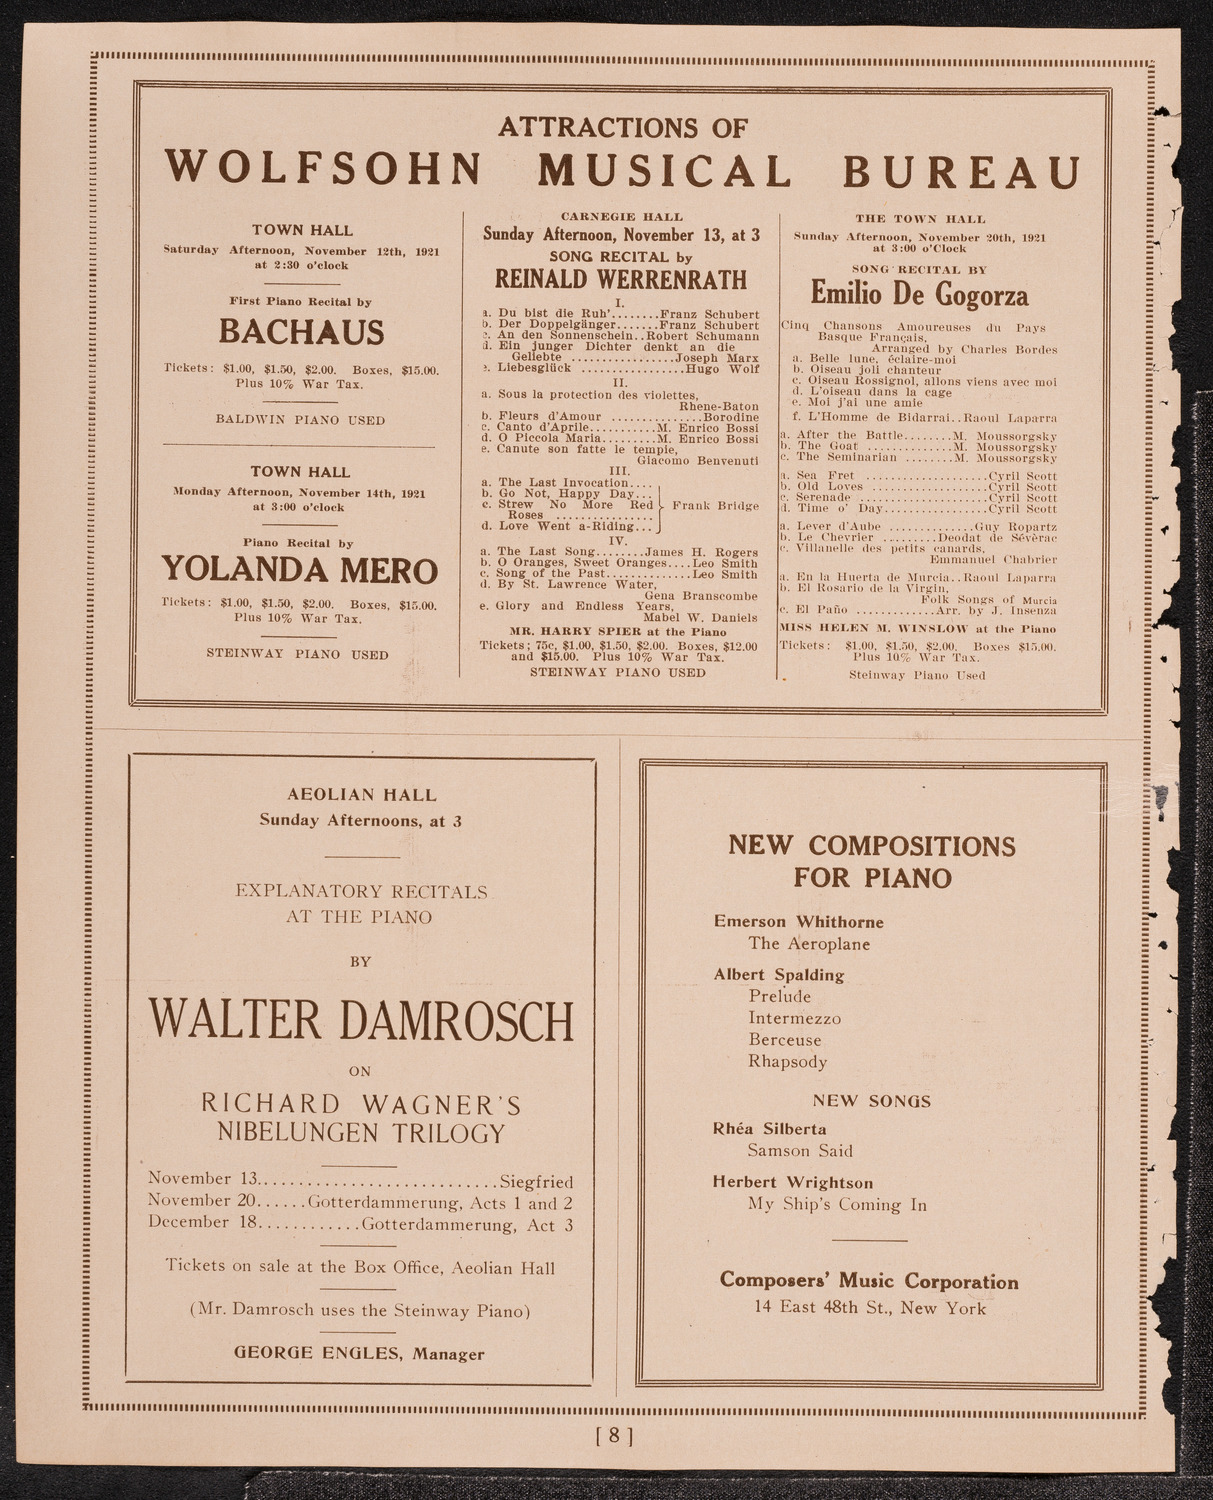 ATTRACTIONS OF
WOLFSOHN MUSICAL BUREAU
TOWN HALL
Saturday Afternoon, November 12th, 1921
at 2:30 o'clock
First Piano Recital by
BACHAUS
Tickets: $1.00, $1.50, $2.00. Boxes, $15.00.
Plus 10% War Tax.
BALDWIN PIANO USED
TOWN HALL
Monday Afternoon, November 14th, 1921
at 3:00 o'clock
Piano Recital by
YOLANDA MERO
Tickets: $1.00, $1.50, $2.00. Boxes, $15.00.
Plus 10% War Tax.
STEINWAY PIANO USED
CARNEGIE HALL
Sunday Afternoon, November 13, at 3
SONG RECITAL by
REINALD WERRENRATH
I.
a. Du bist die Ruh'........Franz Schubert
b. Der Doppelgänger.......Franz Schubert
c. An den Sonnenschein..Robert Schumann
d. Ein junger Dichter denkt an die
Geliebte .................Joseph Marx
e. Liebesglück .................Hugo Wolf
II.
a. Sous la protection des violettes,
Rhene-Baton
b. Fleurs d'Amour ...............Borodine
c. Canto d'Aprile..........M. Enrico Bossi
d. O Piccola Maria........M. Enrico Bossi
e. Canute son fatte le tempie,
Giacomo Benvenuti
III.
a. The Last Invocation....
b. Go Not, Happy Day...
c. Strew No More Red } Frank Bridge
Roses ................
d. Love Went a-Riding...
IV.
a. The Last Song........James H. Rogers
b. O Oranges, Sweet Oranges....Leo Smith
c. Song of the Past.............Leo Smith
d. By St. Lawrence Water,
Gena Branscombe
e. Glory and Endless Years,
Mabel W. Daniels
MR. HARRY SPIER at the Piano
Tickets; 75c, $1.00, $1.50, $2.00. Boxes, $12.00
and $15.00. Plus 10% War Tax.
STEINWAY PIANO USED
THE TOWN HALL
Sunday Afternoon, November 20th, 1921
at 3:00 o'Clock
SONG RECITAL BY
Emilio De Gogorza
Cinq Chansons Amoureuses du Pays
Basque Français,
Arranged by Charles Bordes
a. Belle lune, éclaire-moi
b. Oiseau joli chanteur
c. Oiseau Rossignol, allons viens avec moi
d. L'oiseau dans la cage
e. Moi j'ai une amie
f. L'Homme de Bidarrai..Raoul Laparra
a. After the Battle........M. Moussorgsky
b. The Goat ..............M. Moussorgsky
c. The Seminarian ........M. Moussorgsky
a. Sea Fret ....................Cyril Scott
b. Old Loves ...................Cyril Scott
c. Serenade ....................Cyril Scott
d. Time o' Day.................Cyril Scott
a. Lever d'Aube ..............Guy Ropartz
b. Le Chevrier .........Deodat de Sévèrac
c. Villanelle des petits canards,
Emmanuel Chabrier
a. En la Huerta de Murcia..Raoul Laparra
b. El Rosario de la Virgin,
Folk Songs of Murcia
c. El Paño .............Arr. by J. Insenza
MISS HELEN M. WINSLOW at the Piano
Tickets: $1.00, $1.50, $2.00. Boxes $15.00.
Plus 10% War Tax.
Steinway Piano Used
AEOLIAN HALL
Sunday Afternoons, at 3
EXPLANATORY RECITALS
AT THE PIANO
BY
WALTER DAMROSCH
ON
RICHARD WAGNER'S
NIBELUNGEN TRILOGY
November 13............................Siegfried
November 20......Gotterdammerung, Acts 1 and 2
December 18............Gotterdammerung, Act 3
Tickets on sale at the Box Office, Aeolian Hall
(Mr. Damrosch uses the Steinway Piano)
GEORGE ENGLES, Manager
NEW COMPOSITIONS
FOR PIANO
Emerson Whithorne
The Aeroplane
Albert Spalding
Prelude
Intermezzo
Berceuse
Rhapsody
NEW SONGS
Rhéa Silberta
Samson Said
Herbert Wrightson
My Ship's Coming In
Composers' Music Corporation
14 East 48th St., New York
[ 8 ]